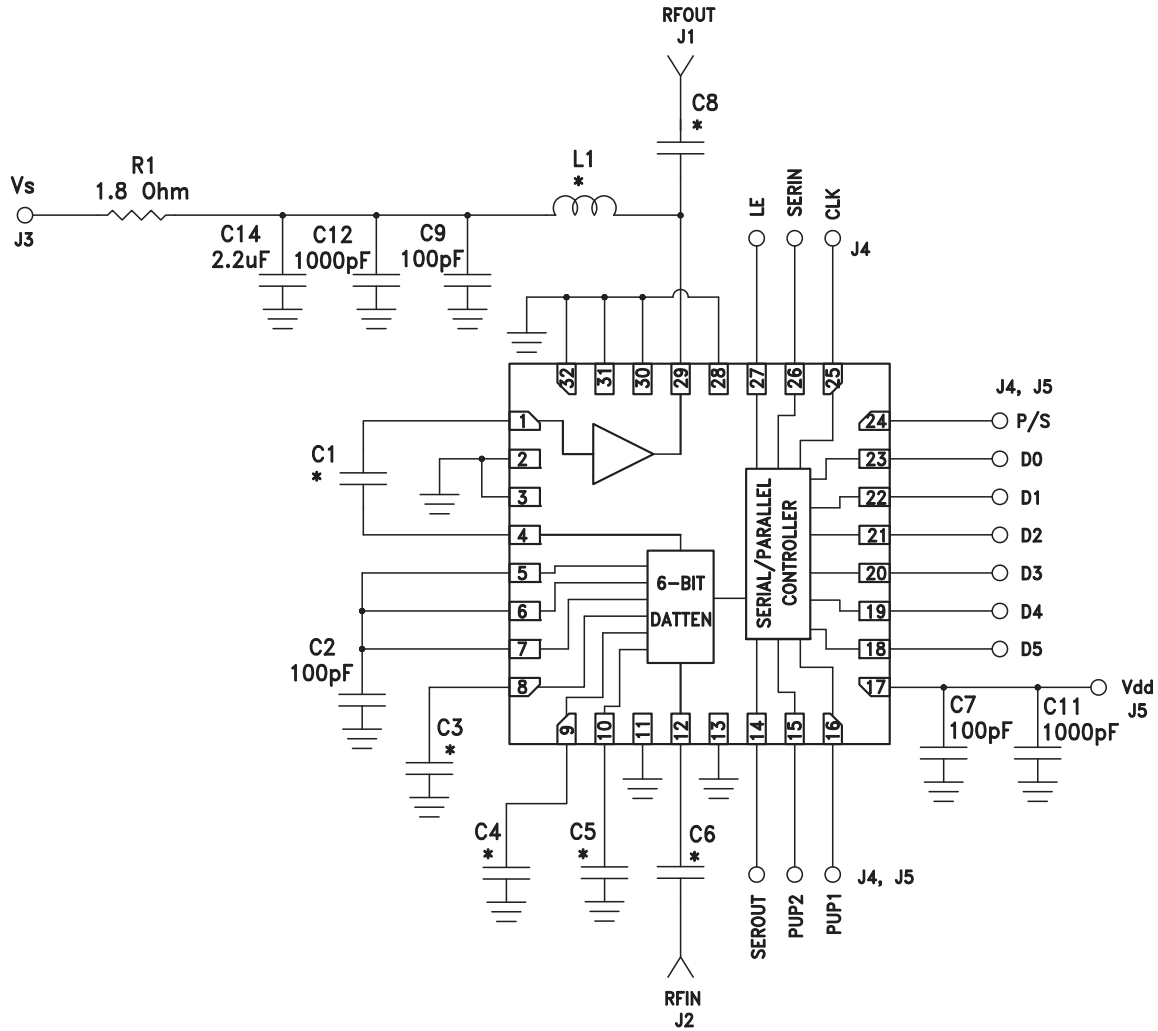 RFOUT
J1
C8
*
R1
1.8 Ohm
L1
*
Vs
J3
C14
2.2uF
C12
1000pF
C9
100pF
LE
SERIN
CLK
J4
32
31
30
29
28
27
26
25
J4, J5
1
24
P/S
C1
*
2
23
D0
3
22
D1
4
21
D2
5
20
D3
6
19
D4
7
18
D5
8
17
6-BIT
DATTEN
SERIAL/PARALLEL
CONTROLLER
C2
100pF
Vdd
J5
C7
100pF
C11
1000pF
9
10
11
12
13
14
15
16
C3
*
C4
*
C5
*
C6
*
J4, J5
SEROUT
PUP2
PUP1
RFIN
J2